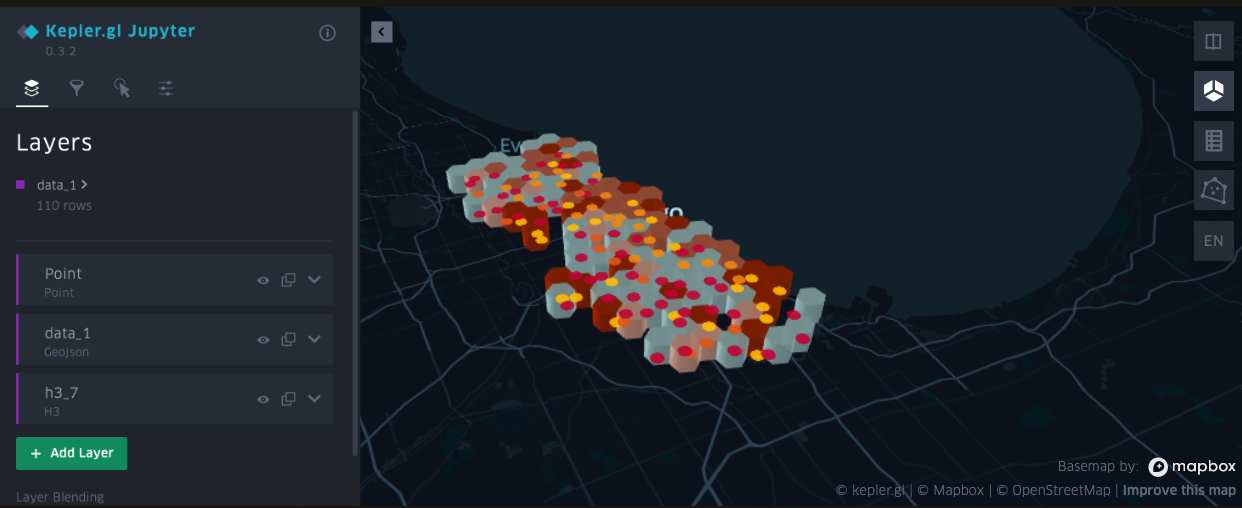 Kepler.gl Jupyter
0.3.2
Layers
data_1
110 rows
Point
Point
data_1
Geojson
h3_7
H3
+ Add Layer
Layer Blending
Ev
EN
Basemap by: mapbox
© kepler.gl | © Mapbox | © OpenStreetMap | Improve this map